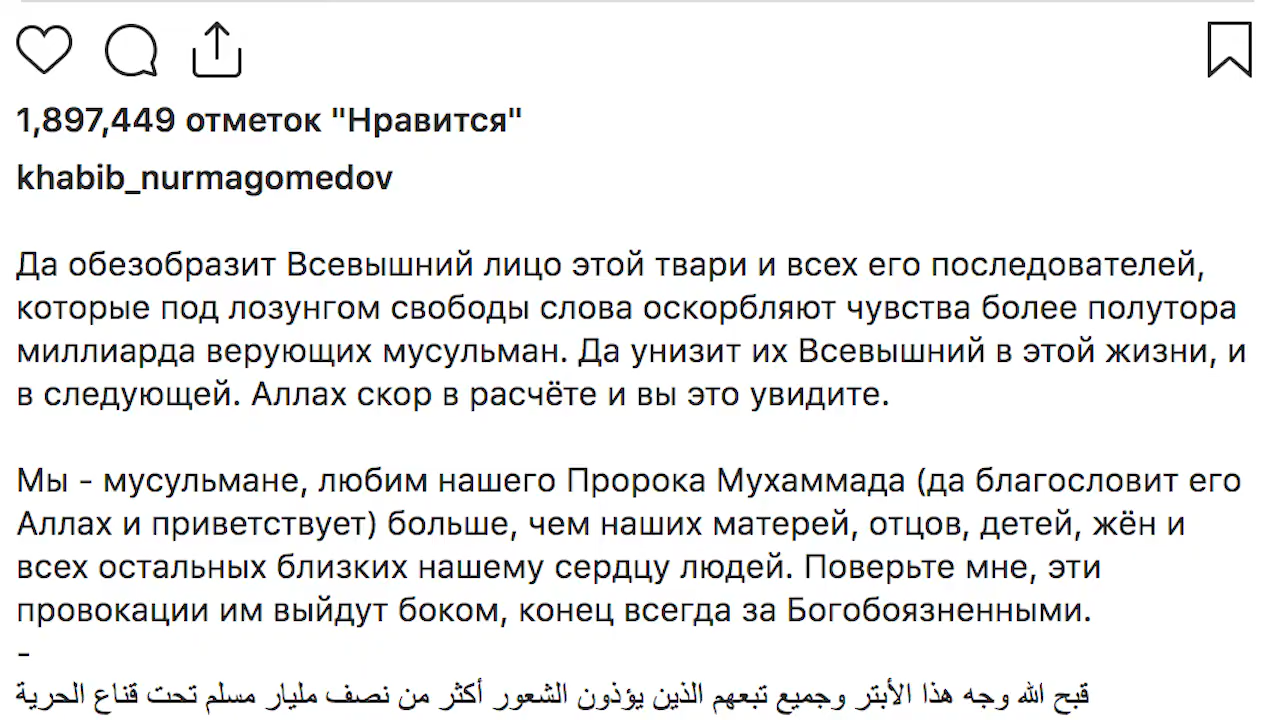 1,897,449 отметок "Нравится"
khabib_nurmagomedov
Да обезобразит Всевышний лицо этой твари и всех его последователей,
которые под лозунгом свободы слова оскорбляют чувства более полутора
миллиарда верующих мусульман. Да унизит их Всевышний в этой жизни, и
в следующей. Аллах скор в расчёте и вы это увидите.
Мы - мусульмане, любим нашего Пророка Мухаммада (да благословит его
Аллах и приветствует) больше, чем наших матерей, отцов, детей, жён и
всех остальных близких нашему сердцу людей. Поверьте мне, эти
провокации им выйдут боком, конец всегда за Богобоязненными.
-
قبح الله وجه هذا الأبتر وجميع تبعهم الذين يؤذون الشعور أكثر من نصف مليار مسلم تحت قناع الحرية